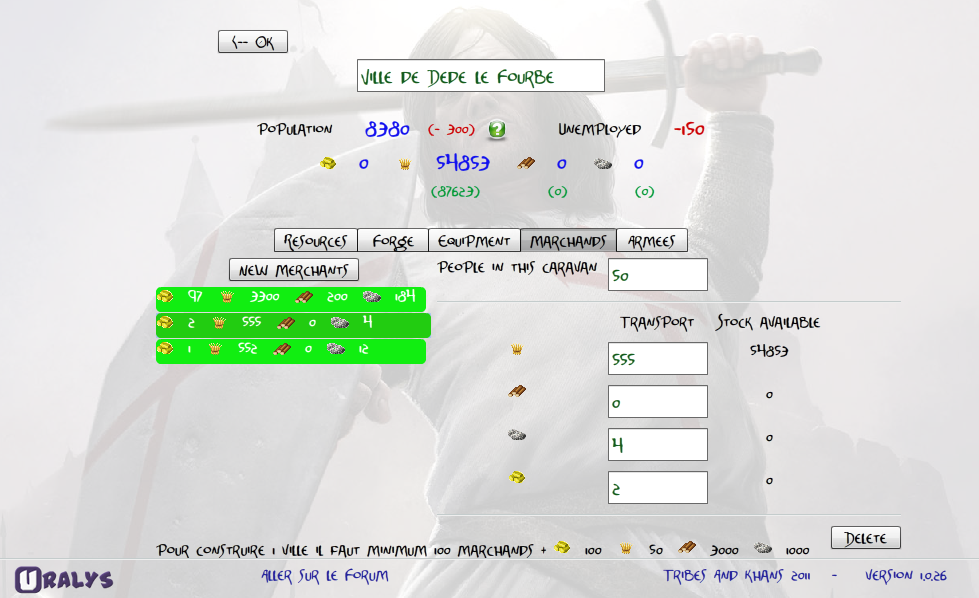 <-- OK
VILLE DE DEDE LE FOURBE
POPULATION 8380 (- 300) ? UNEMPLOYED -150
0 54853 0 0
(87623) (0) (0)
RESOURCES FORGE EQUIPMENT MARCHANDS ARMEES
NEW MERCHANTS
PEOPLE IN THIS CARAVAN 50
97 3300 200 184
2 555 0 4
1 552 0 12
TRANSPORT STOCK AVAILABLE
555 54853
0 0
4 0
2 0
DELETE
POUR CONSTRUIRE 1 VILLE IL FAUT MINIMUM 100 MARCHANDS + 100 50 3000 1000
URALYS ALLER SUR LE FORUM TRIBES AND KHANS 2011 - VERSION 1.0.26